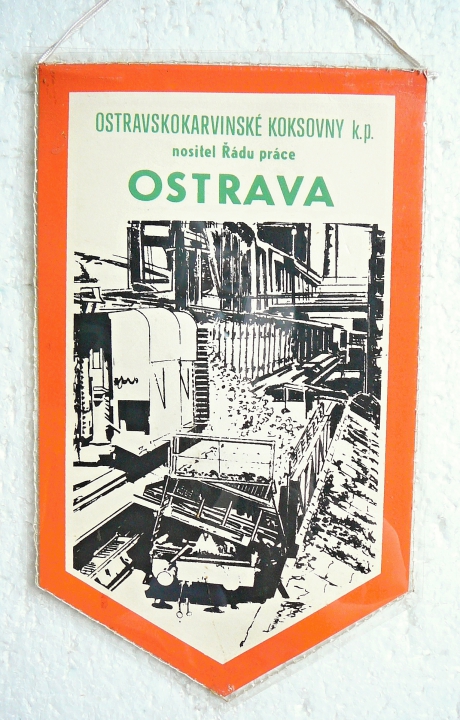 OSTRAVSKOKARVINSKÉ KOKSOVNY k.p.
nositel Řádu práce
OSTRAVA